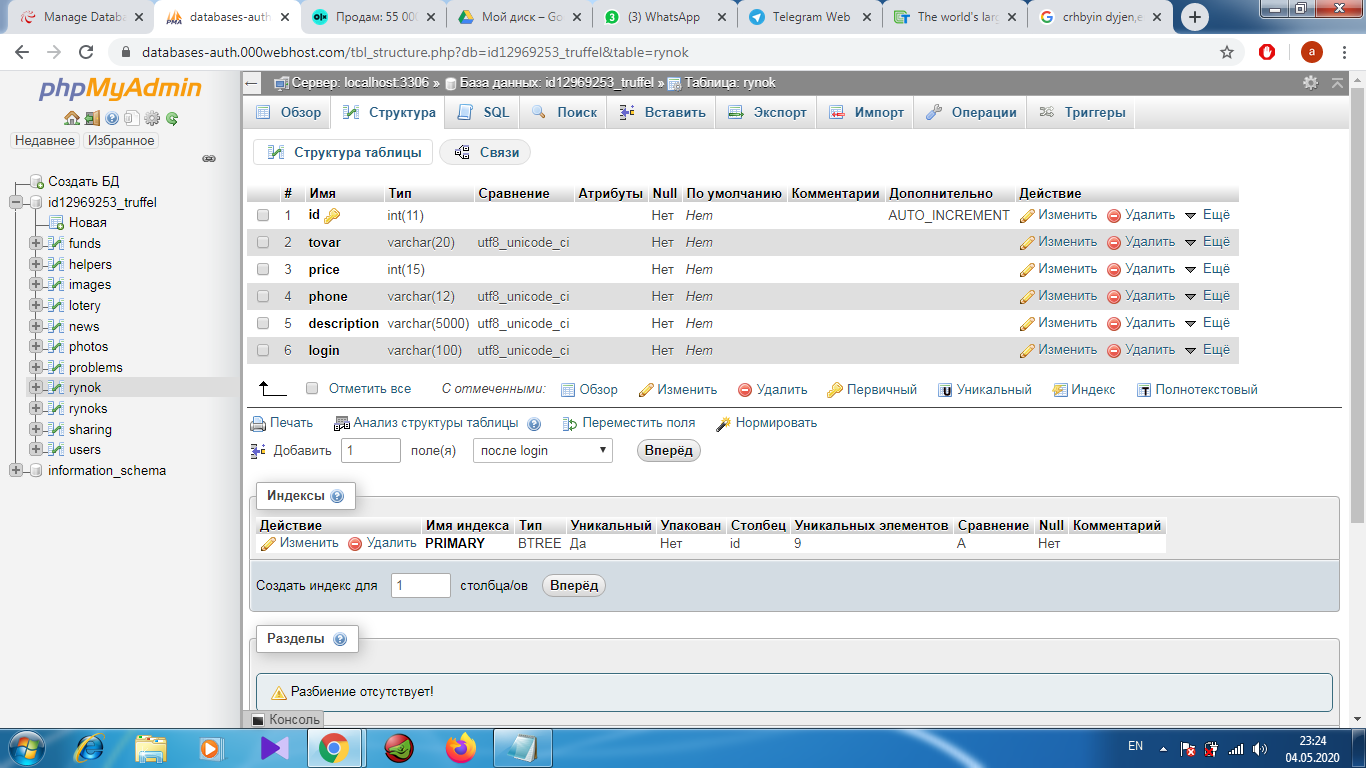 Manage Databa
databases-auth
Продам: 55 00
Мой диск – Go
(3) WhatsApp
Telegram Web
The world's larg
crhbyin dyjen,e
databases-auth.000webhost.com/tbl_structure.php?db=id12969253_truffel&table=rynok
a
phpMyAdmin
Недавнее Избранное
Создать БД
id12969253_truffel
Новая
funds
helpers
images
lotery
news
photos
problems
rynok
rynoks
sharing
users
information_schema
Сервер: localhost:3306 » База данных: id12969253_truffel » Таблица: rynok
Обзор Структура SQL Поиск Вставить Экспорт Импорт Операции Триггеры
Структура таблицы Связи
# Имя Тип Сравнение Атрибуты Null По умолчанию Комментарии Дополнительно Действие
1 id int(11) Нет Нет AUTO_INCREMENT Изменить Удалить Ещё
2 tovar varchar(20) utf8_unicode_ci Нет Нет Изменить Удалить Ещё
3 price int(15) Нет Нет Изменить Удалить Ещё
4 phone varchar(12) utf8_unicode_ci Нет Нет Изменить Удалить Ещё
5 description varchar(5000) utf8_unicode_ci Нет Нет Изменить Удалить Ещё
6 login varchar(100) utf8_unicode_ci Нет Нет Изменить Удалить Ещё
Отметить все С отмеченными: Обзор Изменить Удалить Первичный Уникальный Индекс Полнотекстовый
Печать Анализ структуры таблицы Переместить поля Нормировать
Добавить 1 поле(я) после login Вперёд
Индексы
Действие Имя индекса Тип Уникальный Упакован Столбец Уникальных элементов Сравнение Null Комментарий
Изменить Удалить PRIMARY BTREE Да Нет id 9 A Нет
Создать индекс для 1 столбца/ов Вперёд
Разделы
Разбиение отсутствует!
Консоль
EN
23:24
04.05.2020